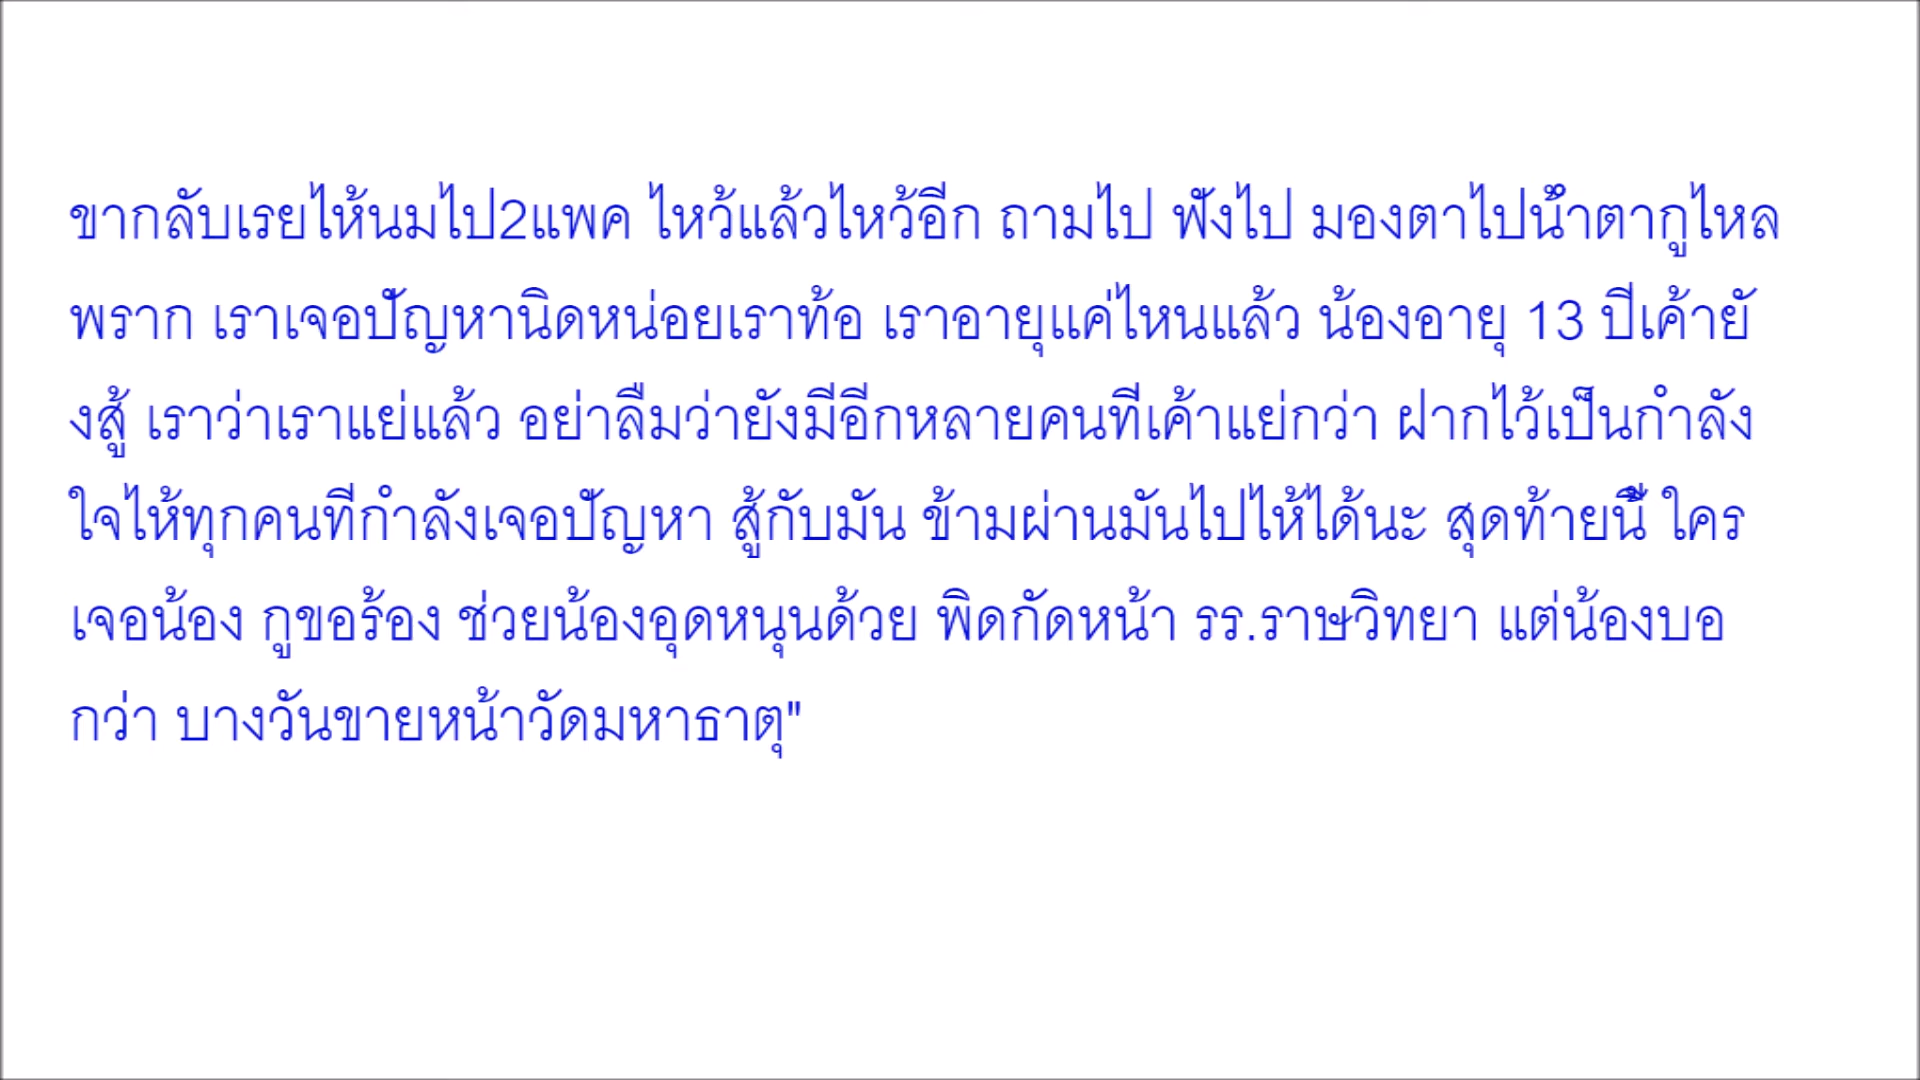 ขากลับเรยไห้นมไป2แพค ไหว้แล้วไหว้อีก ถามไป ฟังไป มองตาไปน้ำตากูไหล
พราก เราเจอปัญหานิดหน่อยเราท้อ เราอายุแค่ไหนแล้ว น้องอายุ 13 ปีเค้ายั
งสู้ เราว่าเราแย่แล้ว อย่าลืมว่ายังมีอีกหลายคนที่เค้าแย่กว่า ฝากไว้เป็นกำลัง
ใจไห้ทุกคนที่กำลังเจอปัญหา สู้กับมัน ข้ามผ่านมันไปไห้ได้นะ สุดท้ายนี้ ใคร
เจอน้อง กูขอร้อง ช่วยน้องอุดหนุนด้วย พิดกัดหน้า รร.ราษวิทยา แต่น้องบอ
กว่า บางวันขายหน้าวัดมหาธาตุ"